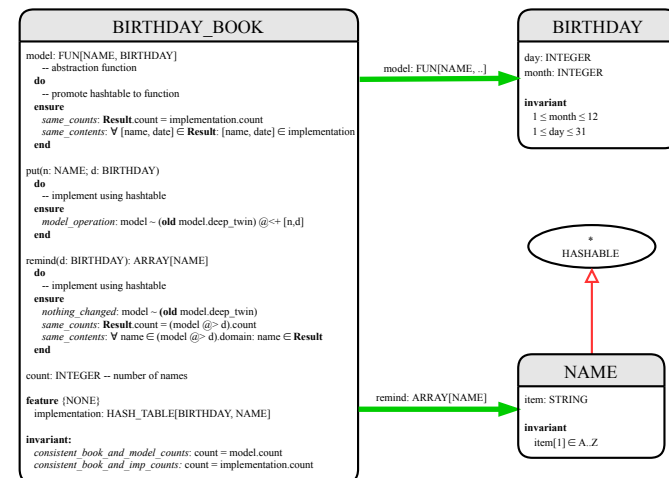 BIRTHDAY_BOOK
model: FUN[NAME, BIRTHDAY]
-- abstraction function
do
-- promote hashtable to function
ensure
same_counts: Result.count = implementation.count
same_contents: ∀ [name, date] ∈ Result: [name, date] ∈ implementation
end
put(n: NAME; d: BIRTHDAY)
do
-- implement using hashtable
ensure
model_operation: model ~ (old model.deep_twin) @<+ [n,d]
end
remind(d: BIRTHDAY): ARRAY[NAME]
do
-- implement using hashtable
ensure
nothing_changed: model ~ (old model.deep_twin)
same_counts: Result.count = (model @> d).count
same_contents: ∀ name ∈ (model @> d).domain: name ∈ Result
end
count: INTEGER -- number of names
feature {NONE}
implementation: HASH_TABLE[BIRTHDAY, NAME]
invariant:
consistent_book_and_model_counts: count = model.count
consistent_book_and_imp_counts: count = implementation.count
model: FUN[NAME, ..]
remind: ARRAY[NAME]
BIRTHDAY
day: INTEGER
month: INTEGER
invariant
1 ≤ month ≤ 12
1 ≤ day ≤ 31
*
HASHABLE
NAME
item: STRING
invariant
item[1] ∈ A..Z